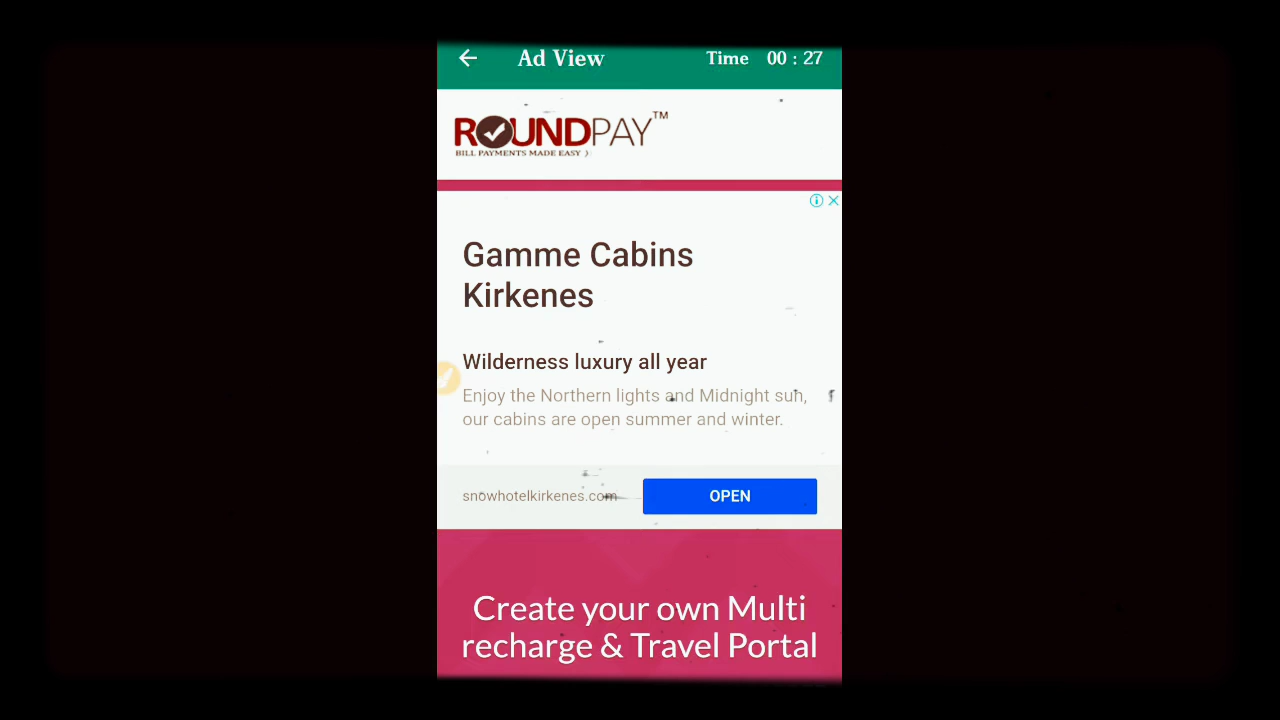 Ad View Time 00 : 27
ROUNDPAY™
BILL PAYMENTS MADE EASY :)
Gamme Cabins
Kirkenes
Wilderness luxury all year
Enjoy the Northern lights and Midnight sun,
our cabins are open summer and winter.
snowhotelkirkenes.com OPEN
Create your own Multi
recharge & Travel Portal